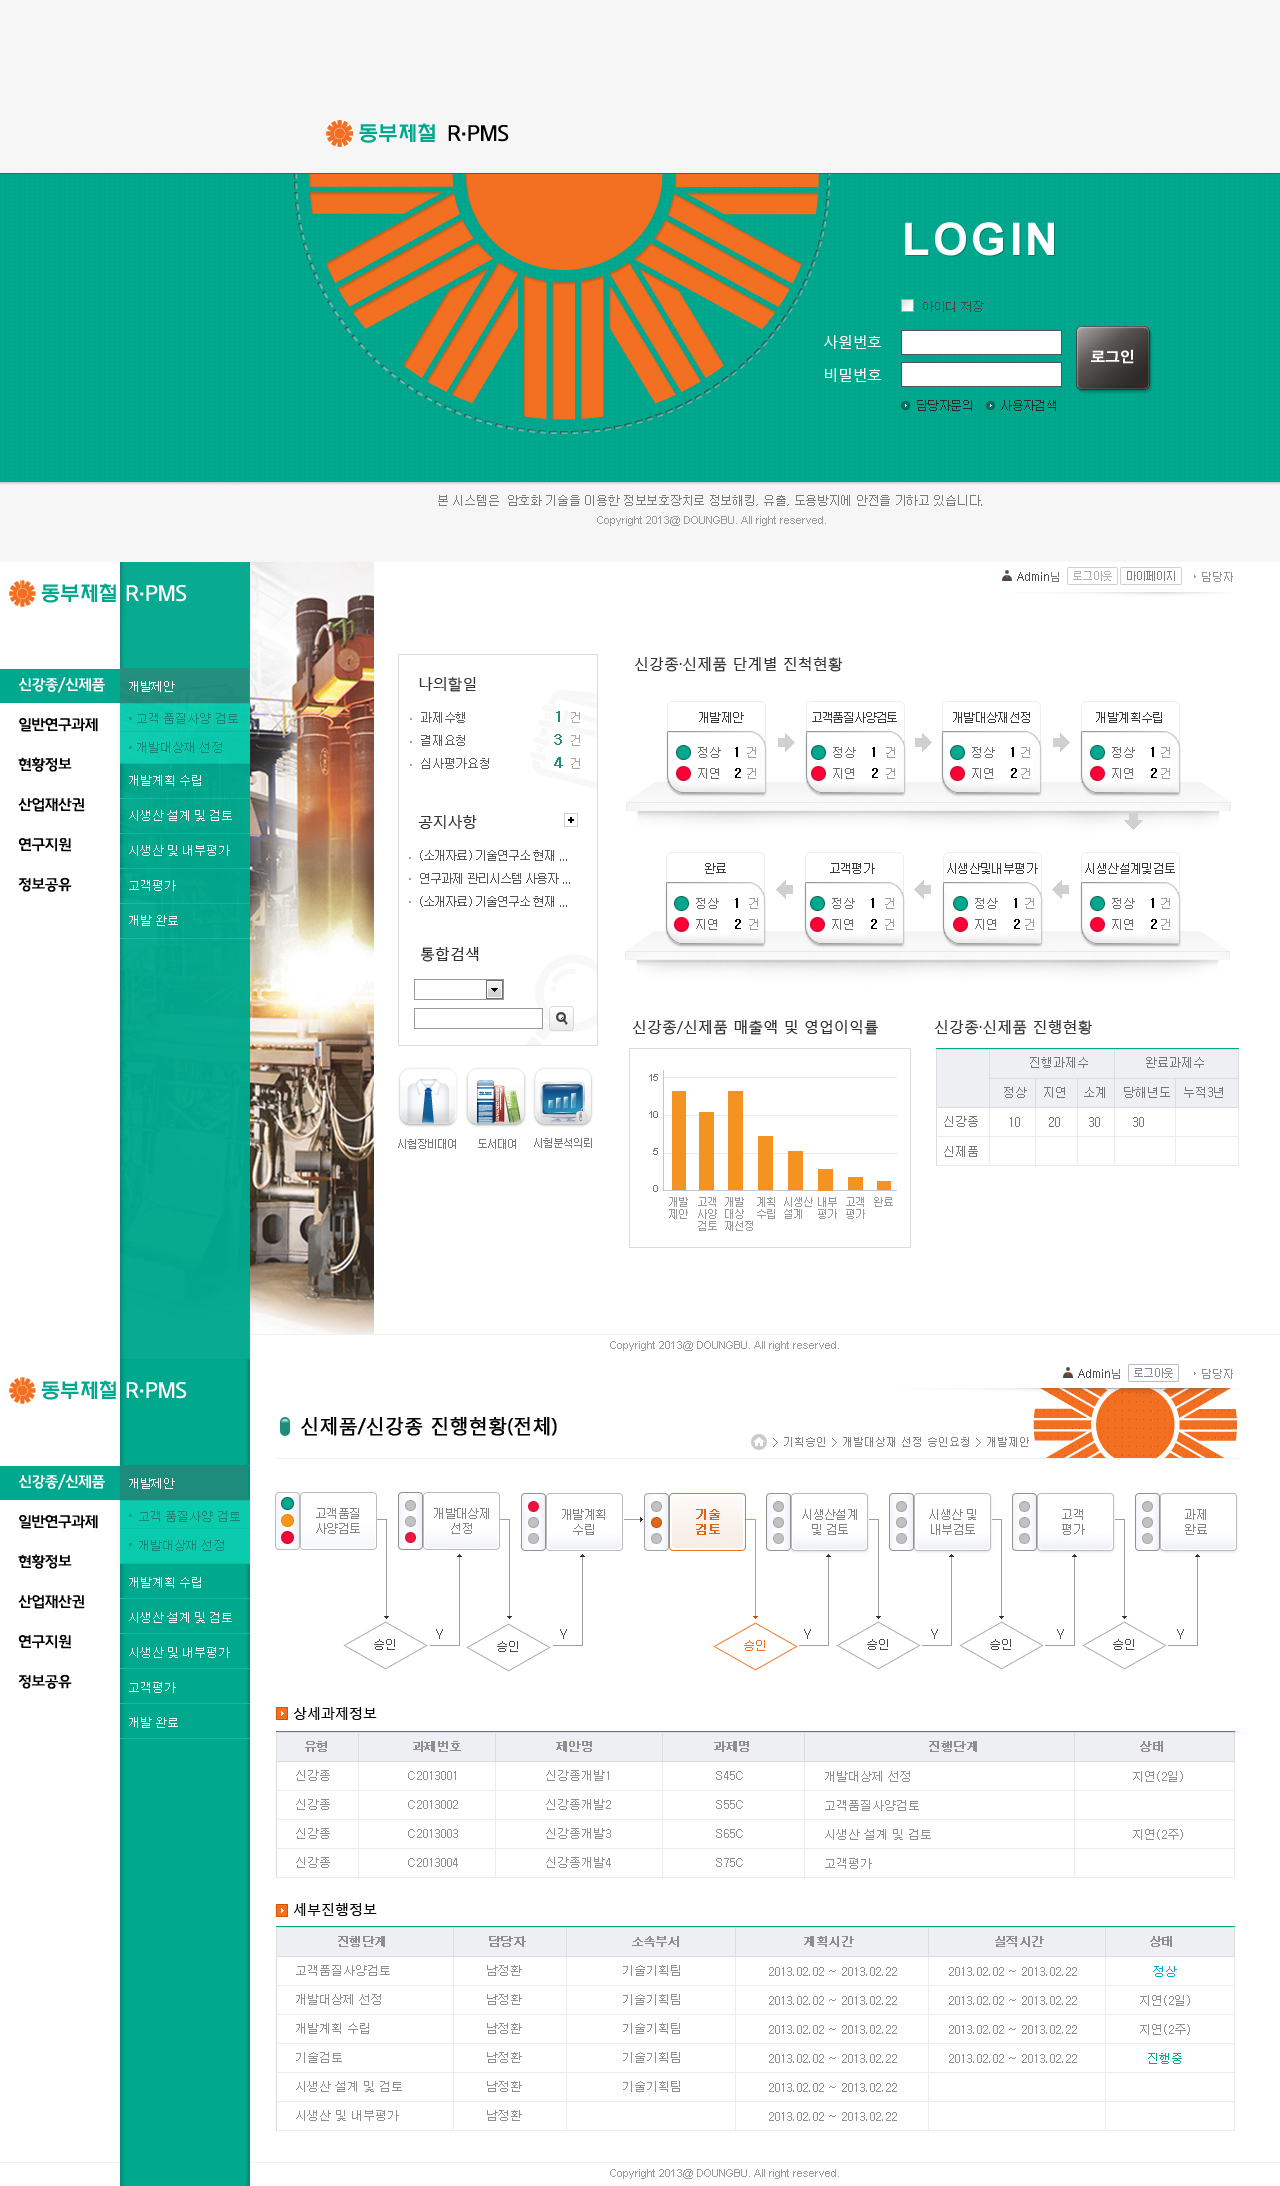 동부제철 R·PMS
LOGIN
아이디 저장
사원번호
비밀번호
로그인
담당자문의 사용자검색
본 시스템은 암호화 기술을 이용한 정보보호장치로 정보해킹, 유출, 도용방지에 안전을 기하고 있습니다.
Copyright 2013@ DOUNGBU. All right reserved.
동부제철 R·PMS
Admin님 로그아웃 마이페이지 담당자
신강종/신제품
일반연구과제
현황정보
산업재산권
연구지원
정보공유
개발제안
고객 품질사양 검토
개발대상재 선정
개발계획 수립
시생산 설계 및 검토
시생산 및 내부평가
고객평가
개발 완료
나의할일
과제수행 1 건
결재요청 3 건
심사평가요청 4 건
공지사항
(소개자료) 기술연구소 현재 ...
연구과제 관리시스템 사용자 ...
(소개자료) 기술연구소 현재 ...
통합검색
시험장비대여 도서대여 시험분석의뢰
신강종·신제품 단계별 진척현황
개발제안 고객품질사양검토 개발대상재선정 개발계획수립
정상 1 건 정상 1 건 정상 1 건 정상 1 건
지연 2 건 지연 2 건 지연 2 건 지연 2 건
완료 고객평가 시생산및내부평가 시생산설계및검토
정상 1 건 정상 1 건 정상 1 건 정상 1 건
지연 2 건 지연 2 건 지연 2 건 지연 2 건
신강종/신제품 매출액 및 영업이익률
15
10
5
0
개발 제안
고객 사양 검토
개발 대상 재선정
계획 수립
시생산 설계
내부 평가
고객 평가
완료
신강종·신제품 진행현황
진행과제수 완료과제수
정상 지연 소계 당해년도 누적3년
신강종 10 20 30 30
신제품
Copyright 2013@ DOUNGBU. All right reserved.
동부제철 R·PMS
Admin님 로그아웃 담당자
신제품/신강종 진행현황(전체)
> 기획승인 > 개발대상재 선정 승인요청 > 개발제안
신강종/신제품
일반연구과제
현황정보
산업재산권
연구지원
정보공유
개발제안
고객 품질사양 검토
개발대상재 선정
개발계획 수립
시생산 설계 및 검토
시생산 및 내부평가
고객평가
개발 완료
고객품질 사양검토
개발대상제 선정
개발계획 수립
기술 검토
시생산설계 및 검토
시생산 및 내부검토
고객 평가
과제 완료
승인 Y 승인 Y 승인 Y 승인 Y 승인 Y 승인 Y
상세과제정보
유형 과제번호 제안명 과제명 진행단계 상태
신강종 C2013001 신강종개발1 S45C 개발대상제 선정 지연(2일)
신강종 C2013002 신강종개발2 S55C 고객품질사양검토
신강종 C2013003 신강종개발3 S65C 시생산 설계 및 검토 지연(2주)
신강종 C2013004 신강종개발4 S75C 고객평가
세부진행정보
진행단계 담당자 소속부서 계획시간 실적시간 상태
고객품질사양검토 남정환 기술기획팀 2013.02.02 ~ 2013.02.22 2013.02.02 ~ 2013.02.22 정상
개발대상제 선정 남정환 기술기획팀 2013.02.02 ~ 2013.02.22 2013.02.02 ~ 2013.02.22 지연(2일)
개발계획 수립 남정환 기술기획팀 2013.02.02 ~ 2013.02.22 2013.02.02 ~ 2013.02.22 지연(2주)
기술검토 남정환 기술기획팀 2013.02.02 ~ 2013.02.22 2013.02.02 ~ 2013.02.22 진행중
시생산 설계 및 검토 남정환 기술기획팀 2013.02.02 ~ 2013.02.22
시생산 및 내부평가 남정환 2013.02.02 ~ 2013.02.22
Copyright 2013@ DOUNGBU. All right reserved.